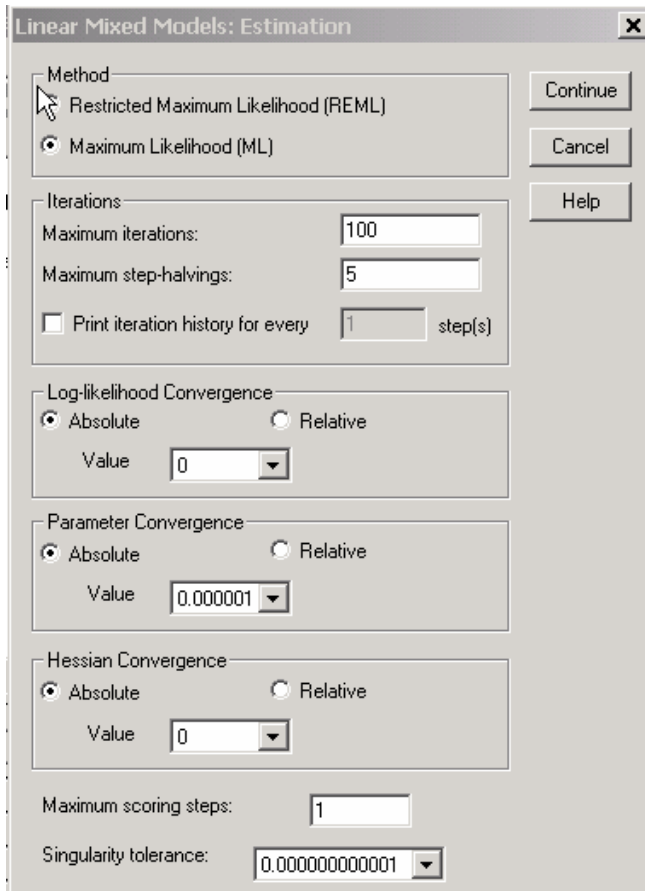 Linear Mixed Models: Estimation
Method
Restricted Maximum Likelihood (REML)
Maximum Likelihood (ML)
Continue
Cancel
Help
Iterations
Maximum iterations: 100
Maximum step-halvings: 5
Print iteration history for every 1 step(s)
Log-likelihood Convergence
Absolute Relative
Value 0
Parameter Convergence
Absolute Relative
Value 0.000001
Hessian Convergence
Absolute Relative
Value 0
Maximum scoring steps: 1
Singularity tolerance: 0.000000000001